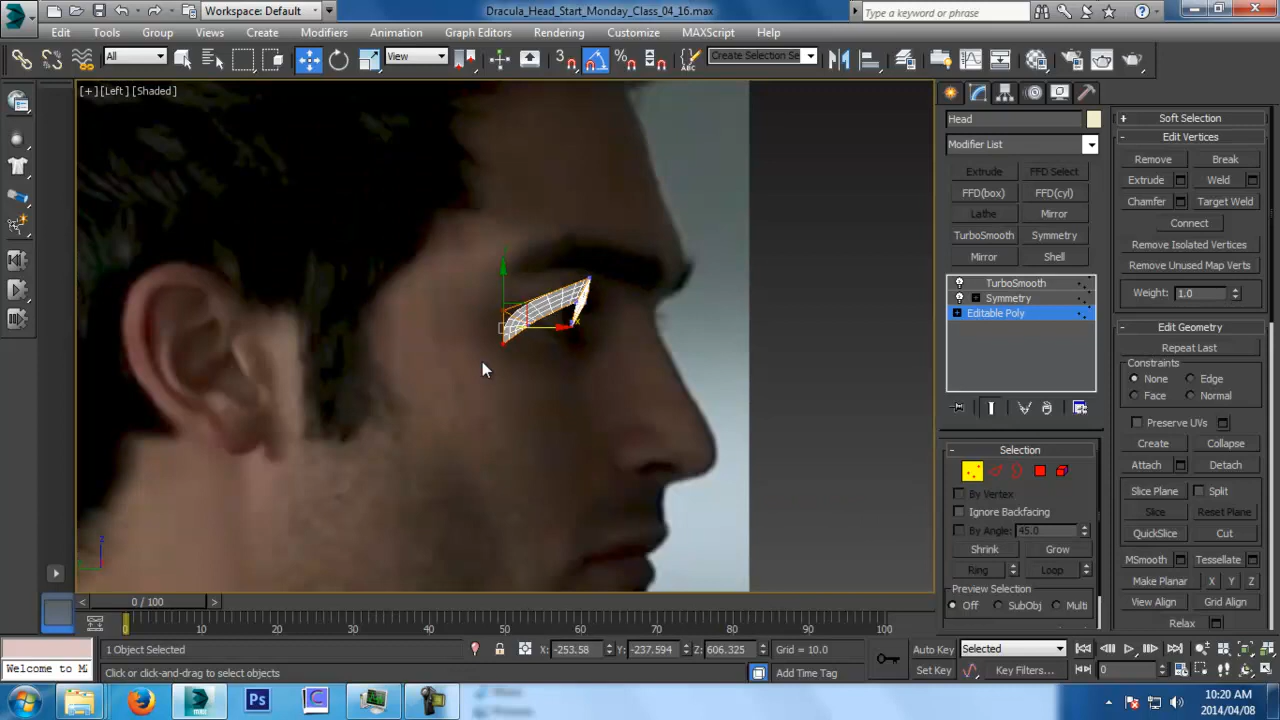 Workspace: Default
Dracula_Head_Start_Monday_Class_04_16.max
Type a keyword or phrase
Edit Tools Group Views Create Modifiers Animation Graph Editors Rendering Customize MAXScript Help
All
View
3
Create Selection Se
[+] [Left] [Shaded]
Head
Modifier List
Extrude FFD Select
FFD(box) FFD(cyl)
Lathe Mirror
TurboSmooth Symmetry
Mirror Shell
TurboSmooth
Symmetry
Editable Poly
Selection
By Vertex
Ignore Backfacing
By Angle: 45.0
Shrink Grow
Ring Loop
Preview Selection
Off SubObj Multi
Soft Selection
Edit Vertices
Remove Break
Extrude Weld
Chamfer Target Weld
Connect
Remove Isolated Vertices
Remove Unused Map Verts
Weight: 1.0
Edit Geometry
Repeat Last
Constraints
None Edge
Face Normal
Preserve UVs
Create Collapse
Attach Detach
Slice Plane Split
Slice Reset Plane
QuickSlice Cut
MSmooth Tessellate
Make Planar X Y Z
View Align Grid Align
Relax
x
z
0 / 100
0 10 20 30 40 50 60 70 80 90 100
1 Object Selected
X: -253.58 Y: -237.594 Z: 606.325 Grid = 10.0
Auto Key Selected
Welcome to M
Click or click-and-drag to select objects
Add Time Tag
Set Key Key Filters... 0
Ps
10:20 AM
2014/04/08